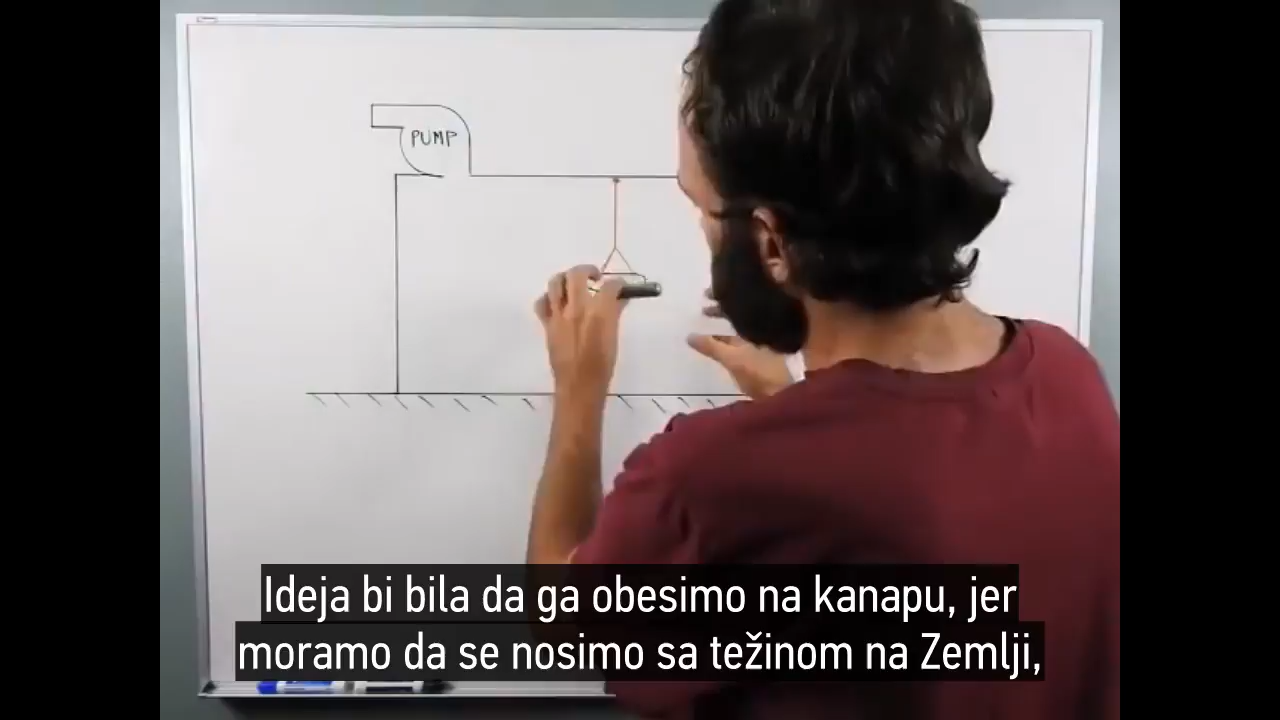 PUMP
Ideja bi bila da ga obesimo na kanapu, jer
moramo da se nosimo sa težinom na Zemlji,